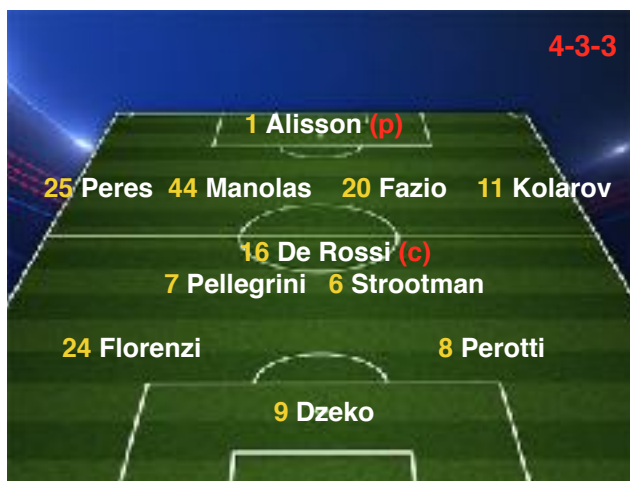 4-3-3
1 Alisson (p)
25 Peres 44 Manolas 20 Fazio 11 Kolarov
16 De Rossi (c)
7 Pellegrini 6 Strootman
24 Florenzi 8 Perotti
9 Dzeko